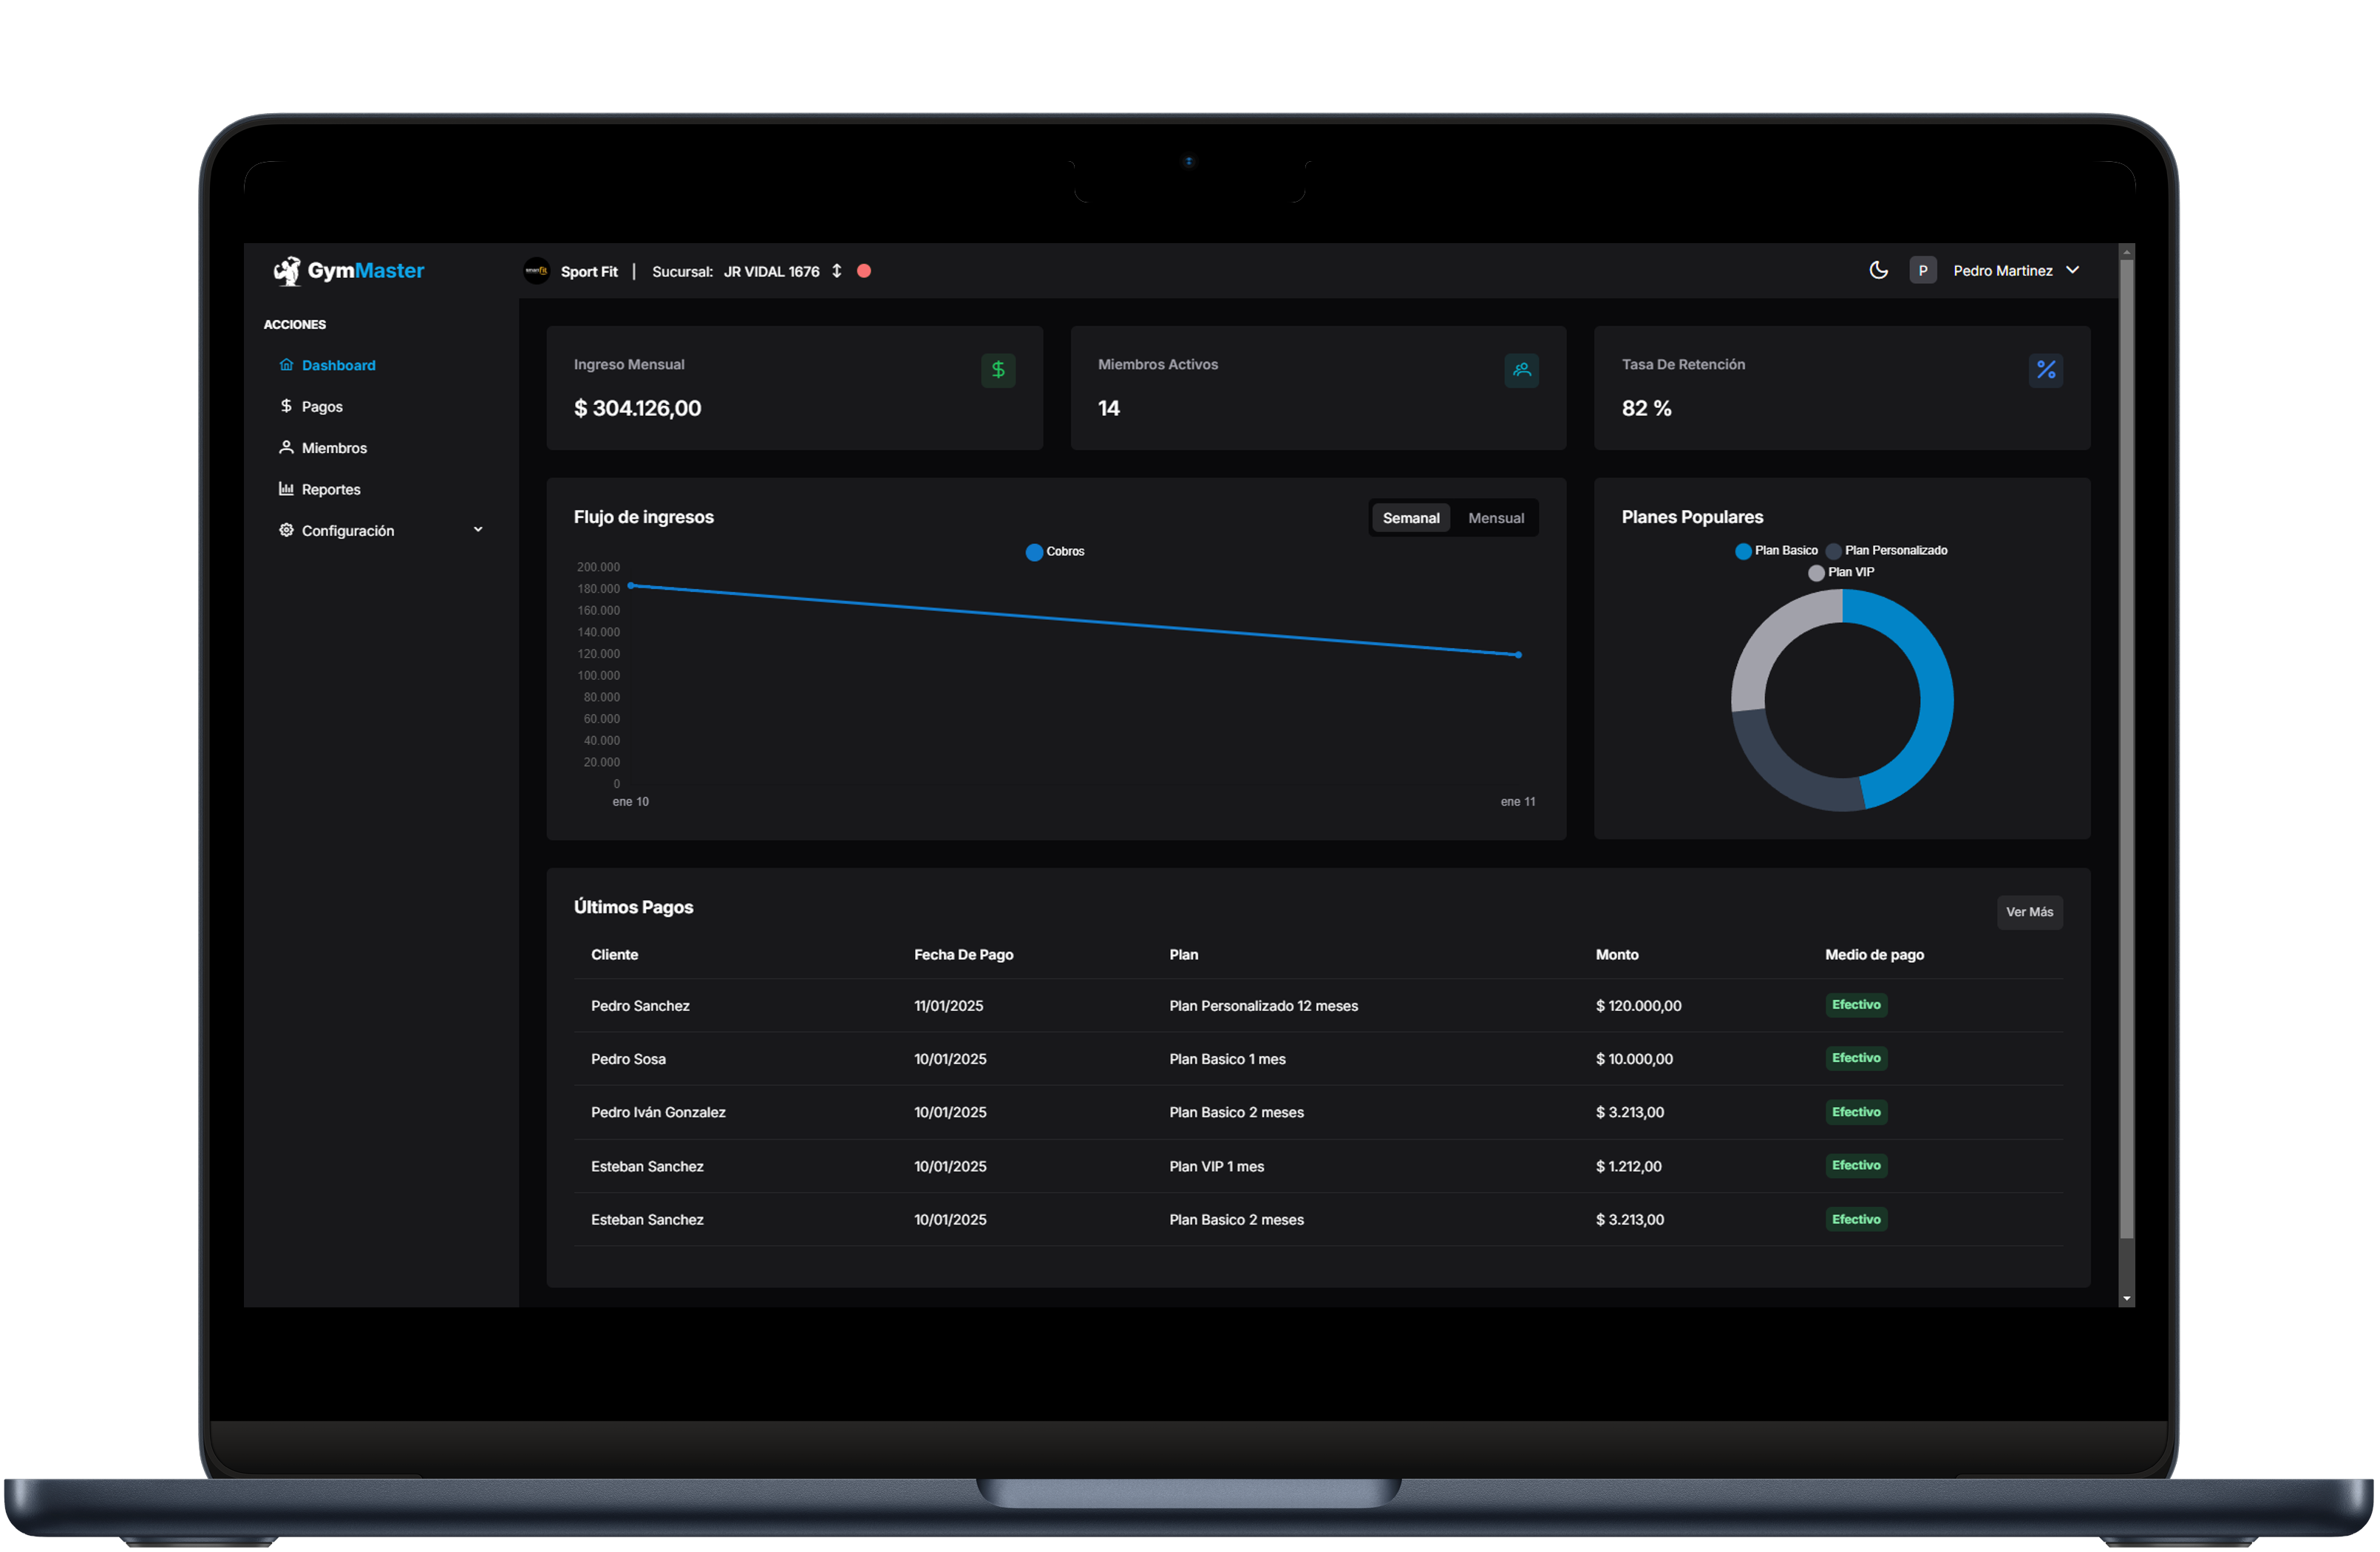 GymMaster
Sport Fit | Sucursal: JR VIDAL 1676
P Pedro Martinez
ACCIONES
Dashboard
Pagos
Miembros
Reportes
Configuración
Ingreso Mensual
$ 304.126,00
Miembros Activos
14
Tasa De Retención
82 %
Flujo de ingresos
Semanal Mensual
Cobros
200.000
180.000
160.000
140.000
120.000
100.000
80.000
60.000
40.000
20.000
0
ene 10 ene 11
Planes Populares
Plan Basico Plan Personalizado
Plan VIP
Últimos Pagos
Ver Más
Cliente Fecha De Pago Plan Monto Medio de pago
Pedro Sanchez 11/01/2025 Plan Personalizado 12 meses $ 120.000,00 Efectivo
Pedro Sosa 10/01/2025 Plan Basico 1 mes $ 10.000,00 Efectivo
Pedro Iván Gonzalez 10/01/2025 Plan Basico 2 meses $ 3.213,00 Efectivo
Esteban Sanchez 10/01/2025 Plan VIP 1 mes $ 1.212,00 Efectivo
Esteban Sanchez 10/01/2025 Plan Basico 2 meses $ 3.213,00 Efectivo